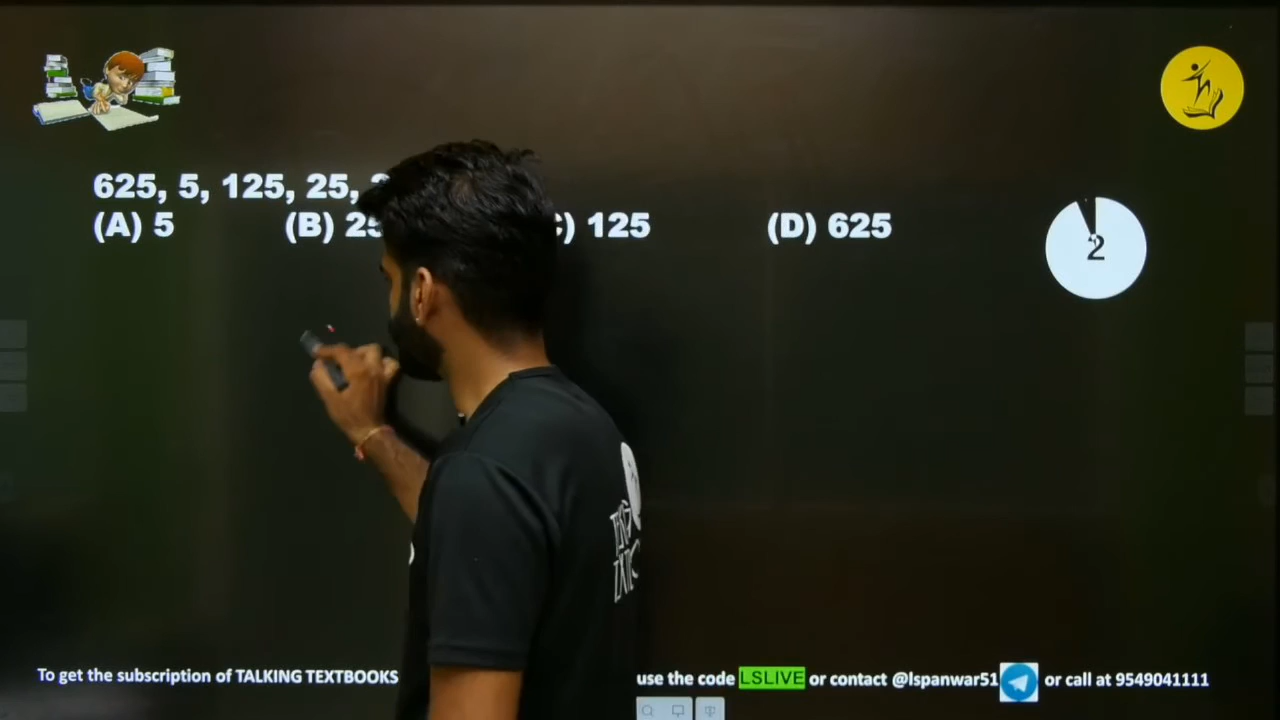 625, 5, 125, 25,
(A) 5 (B) 25 125 (D) 625
2
To get the subscription of TALKING TEXTBOOKS use the code LSLIVE or contact @lspanwar51 or call at 9549041111